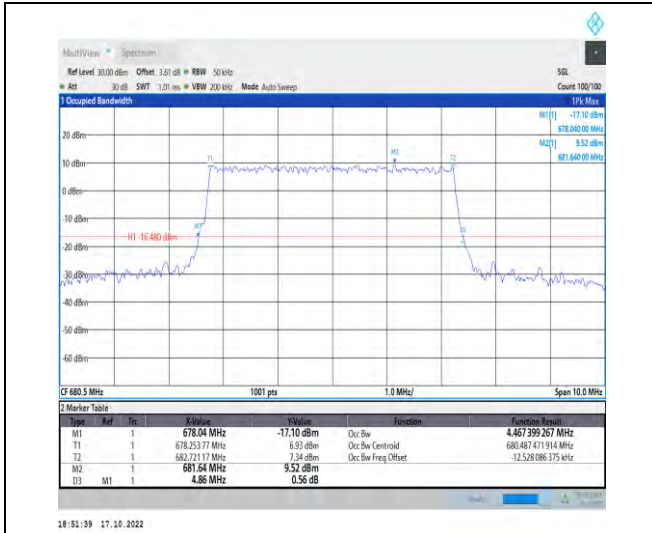 MultiView Spectrum
Ref Level 30.00 dBm Offset 3.61 dB RBW 50 kHz SGL
Att 30 dB SWT 1.01 ms VBW 200 kHz Mode Auto Sweep Count 100/100
1 Occupied Bandwidth 1Pk Max
M1[1] -17.10 dBm
678.040 00 MHz
M2[1] 9.52 dBm
681.640 00 MHz
20 dBm
M2
T1 T2
10 dBm
0 dBm
-10 dBm
M1
H1 -16.480 dBm
-20 dBm
-30 dBm
-40 dBm
-50 dBm
-60 dBm
CF 680.5 MHz 1001 pts 1.0 MHz/ Span 10.0 MHz
2 Marker Table
Type Ref Trc X-Value Y-Value Function Function Result
M1 1 678.04 MHz -17.10 dBm Occ Bw 4.467 399 267 MHz
T1 1 678.253 77 MHz 6.93 dBm Occ Bw Centroid 680.487 471 914 MHz
T2 1 682.721 17 MHz 7.34 dBm Occ Bw Freq Offset -12.528 086 375 kHz
M2 1 681.64 MHz 9.52 dBm
D3 M1 1 4.86 MHz 0.56 dB
18:51:39 17.10.2022